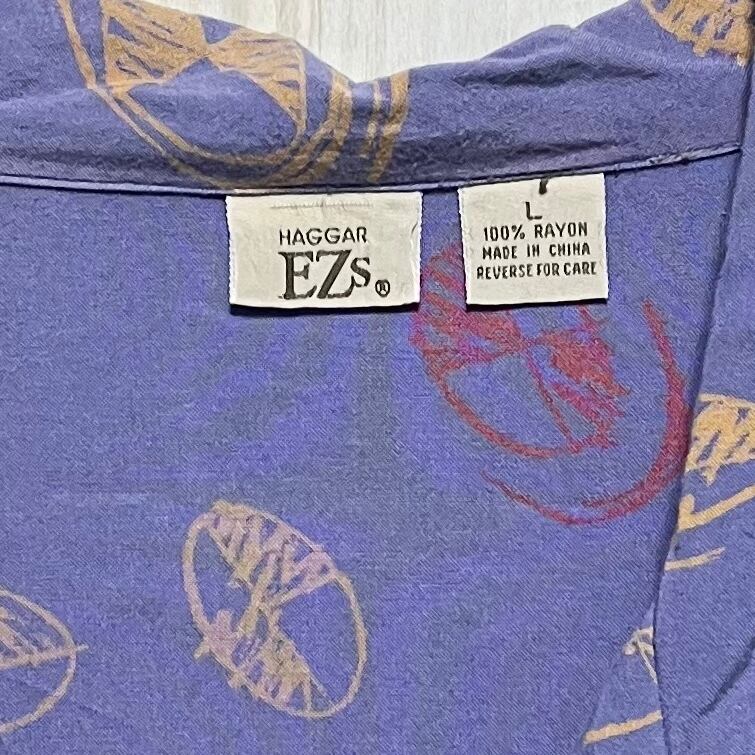 HAGGAR
EZs®
L
100% RAYON
MADE IN CHINA
REVERSE FOR CARE